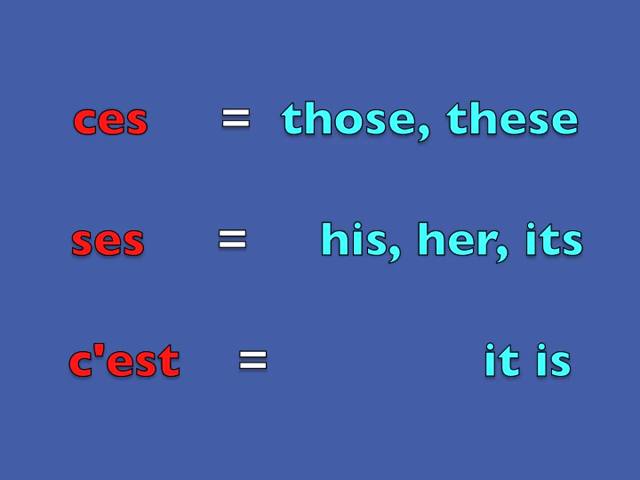 ces = those, these
ses = his, her, its
c'est = it is